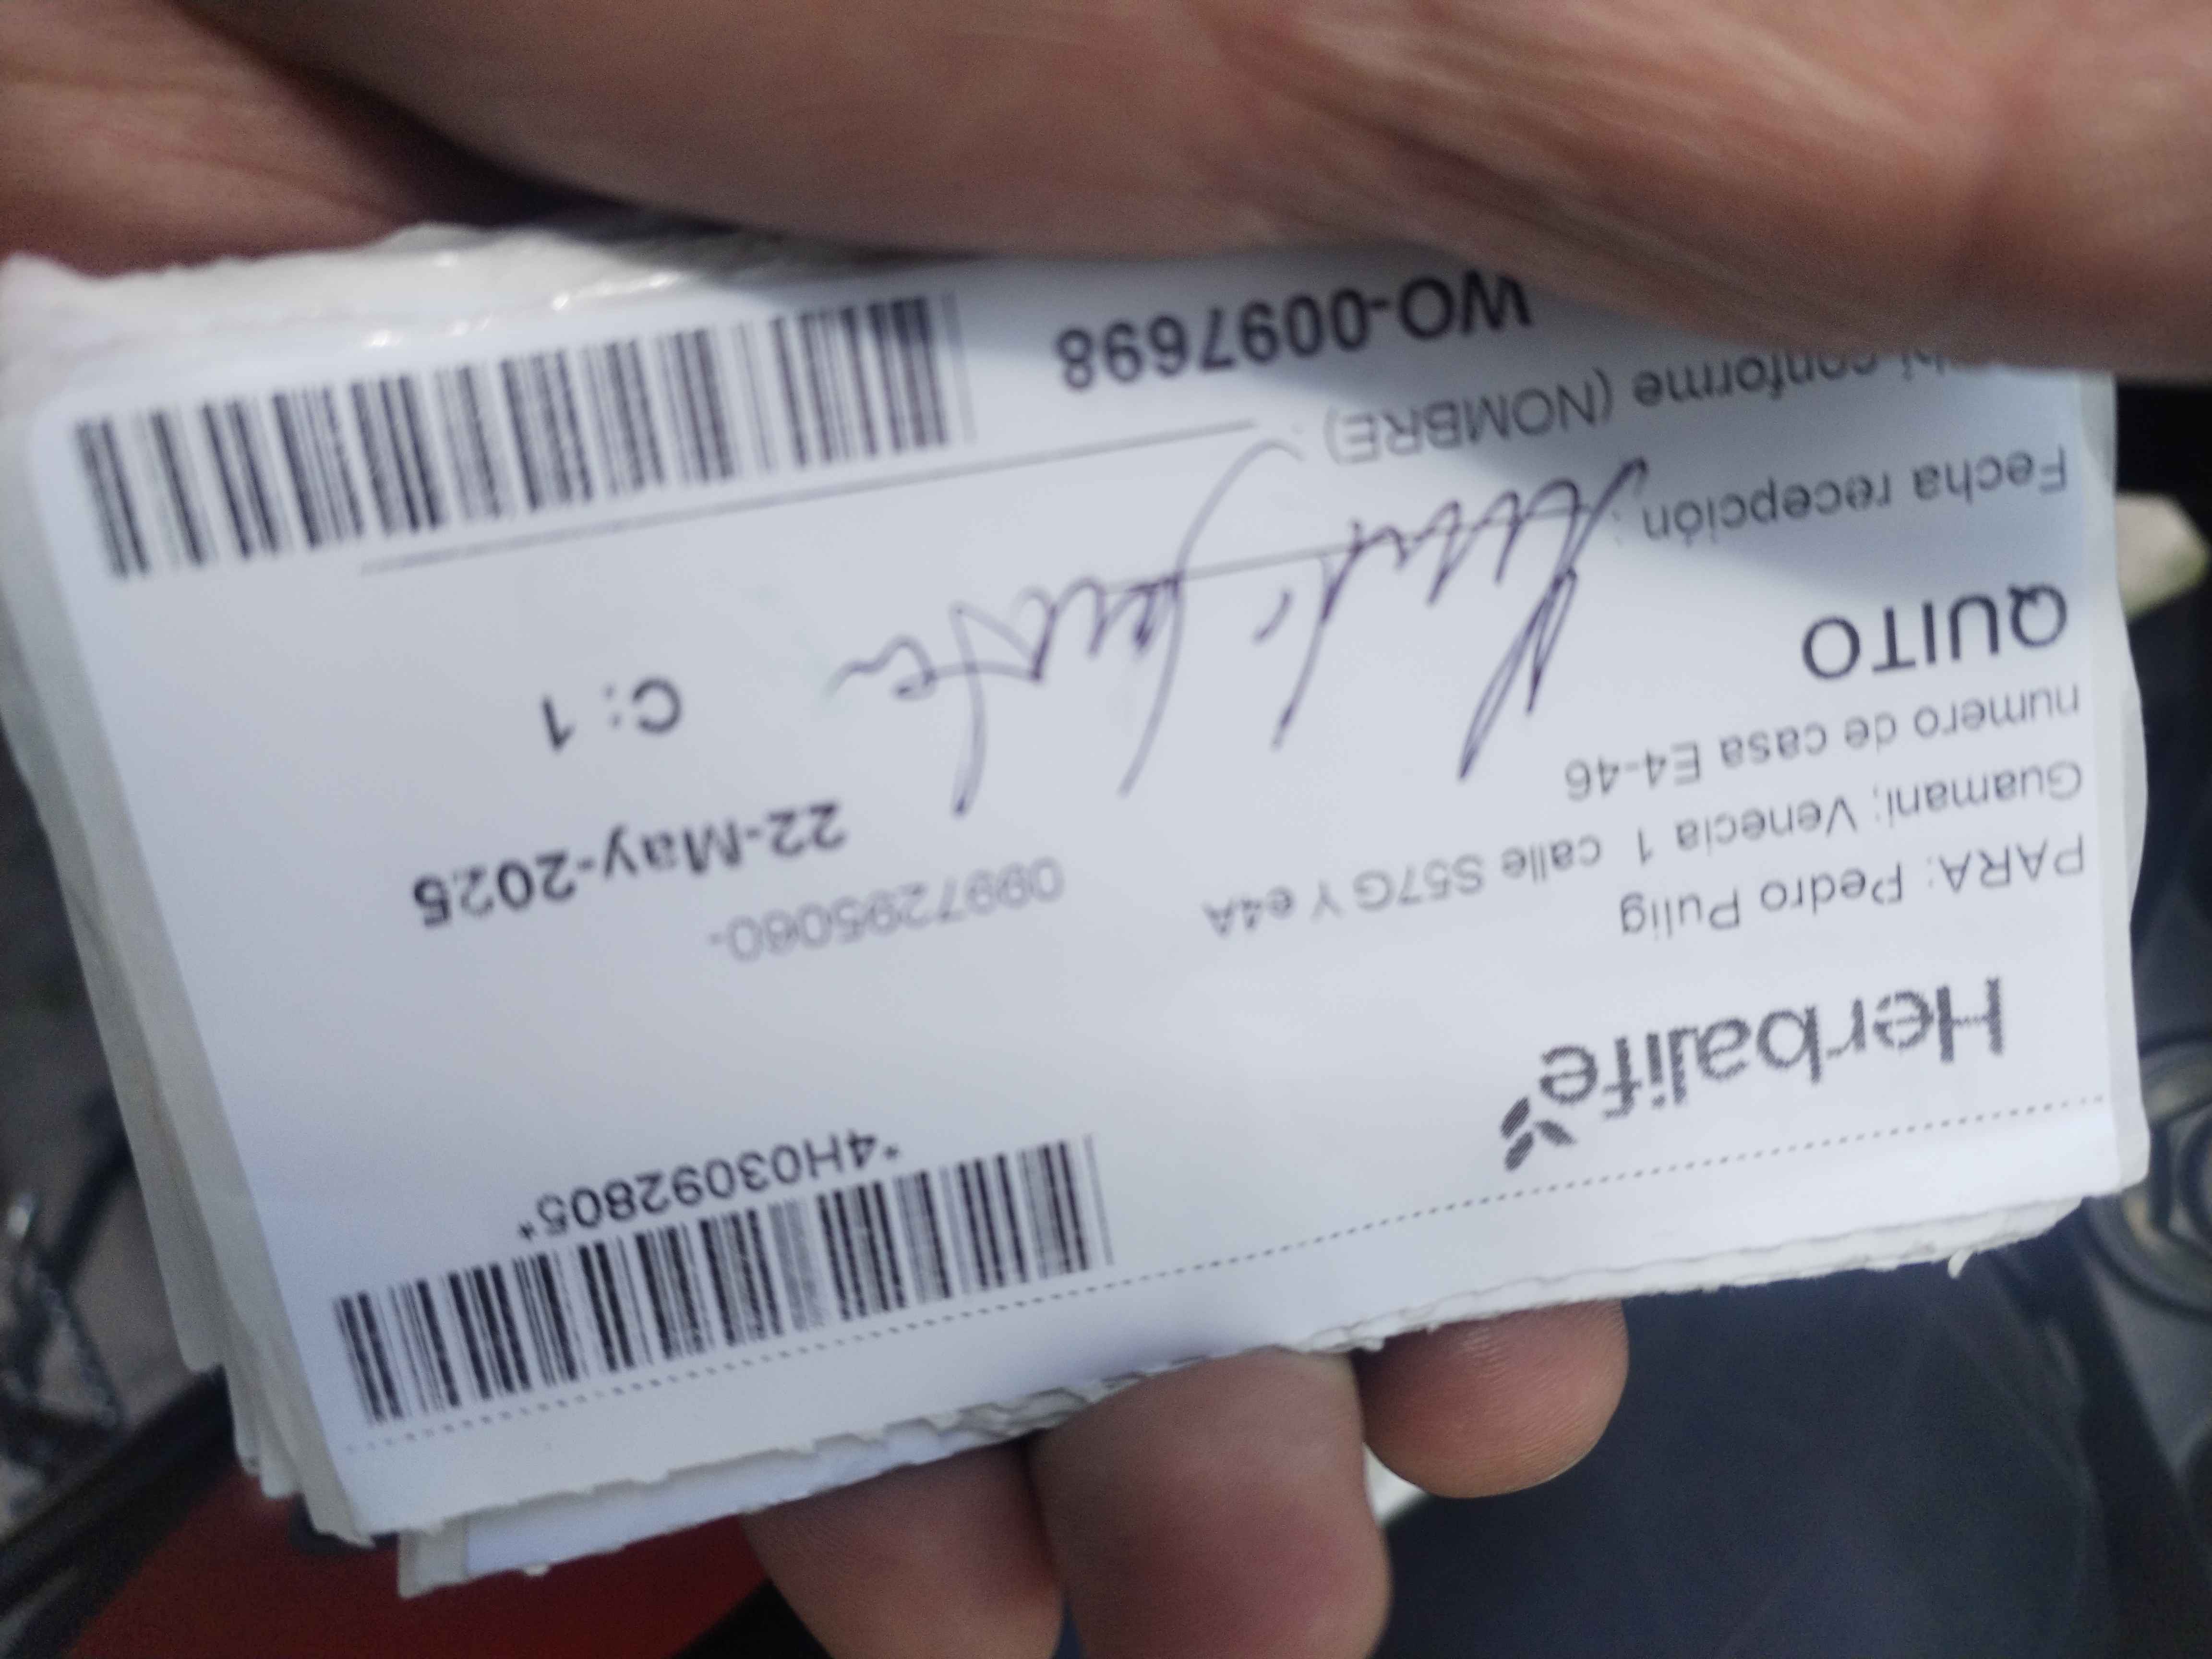 *4H03092805*
Herbalife
PARA: Pedro Puig
Guamani; Venecia 1 calle S57G Y e4A
0997295060-
numero de casa E4-46
22-May-2025
QUITO
C: 1
Fecha recepción :
conforme (NOMBRE) :
WO-0097698